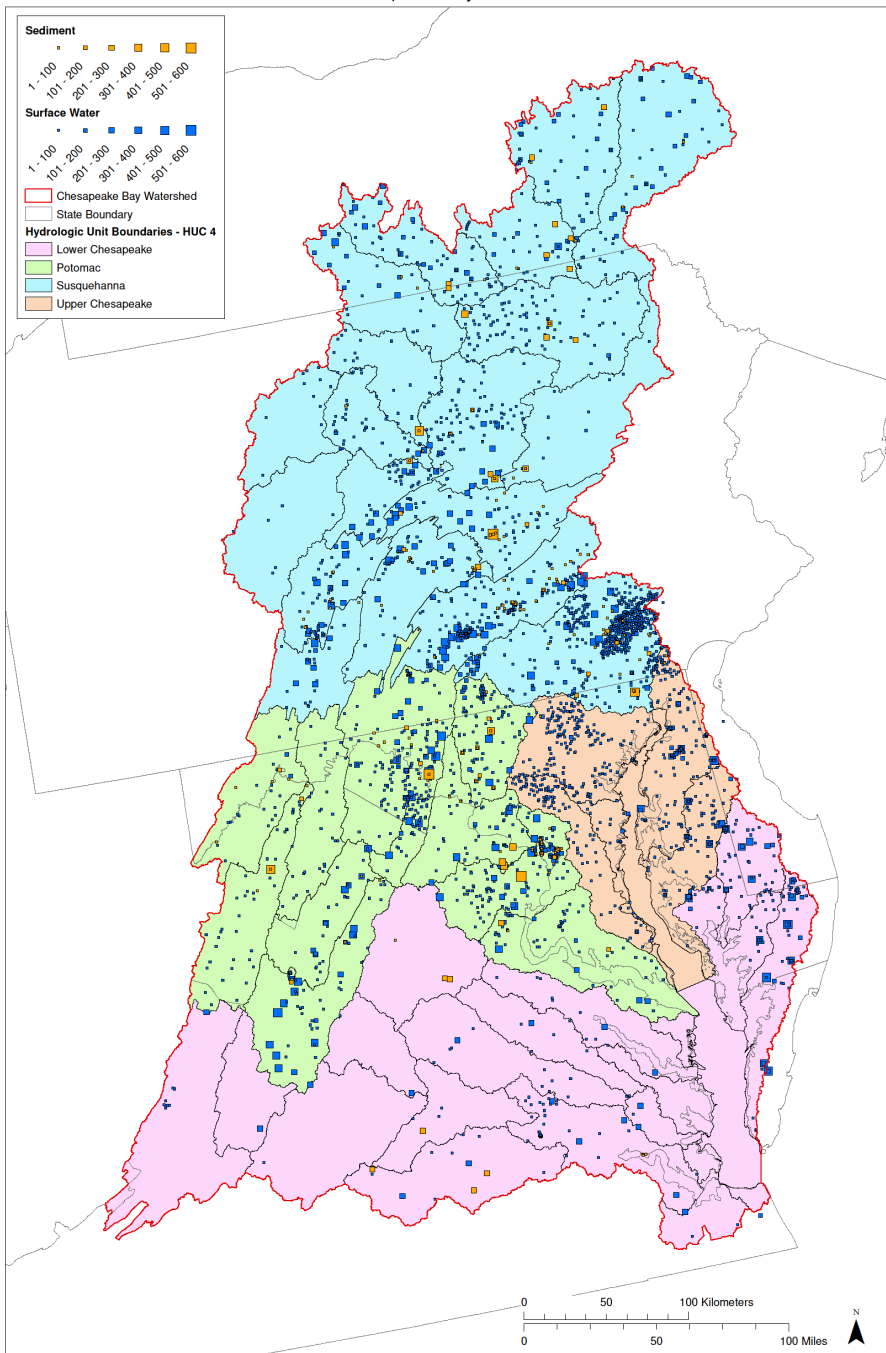 Sediment
1 - 100
101 - 200
201 - 300
301 - 400
401 - 500
501 - 600
Surface Water
1 - 100
101 - 200
201 - 300
301 - 400
401 - 500
501 - 600
Chesapeake Bay Watershed
State Boundary
Hydrologic Unit Boundaries - HUC 4
Lower Chesapeake
Potomac
Susquehanna
Upper Chesapeake
0 50 100 Kilometers
0 50 100 Miles
N